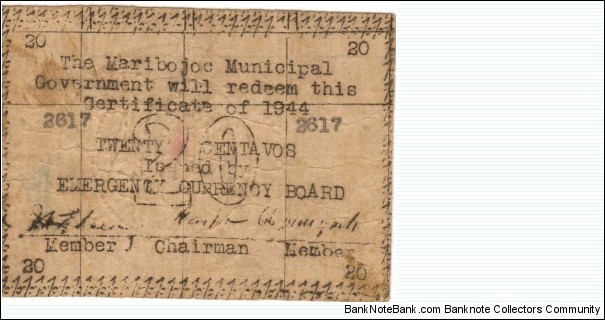 20 20
The Maribojoc Municipal
Government will redeem this
Certificate of 1944
2617 2617
20
TWENTY CENTAVOS
Issued by
EMERGENCY CURRENCY BOARD
Member Chairman Member
20 20
BankNoteBank.com - BankNote Collectors Community